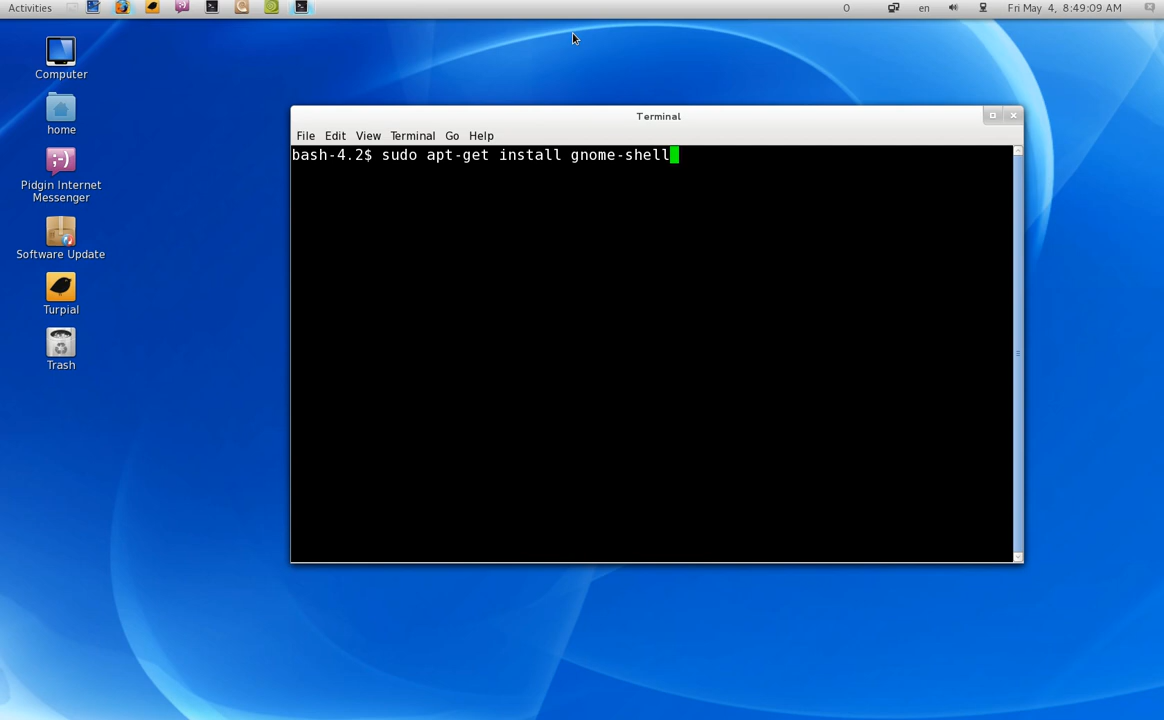 Activities
0 en Fri May 4, 8:49:09 AM
Computer
home
;-)
Pidgin Internet
Messenger
Software Update
Turpial
Trash
Terminal
File Edit View Terminal Go Help
bash-4.2$ sudo apt-get install gnome-shell